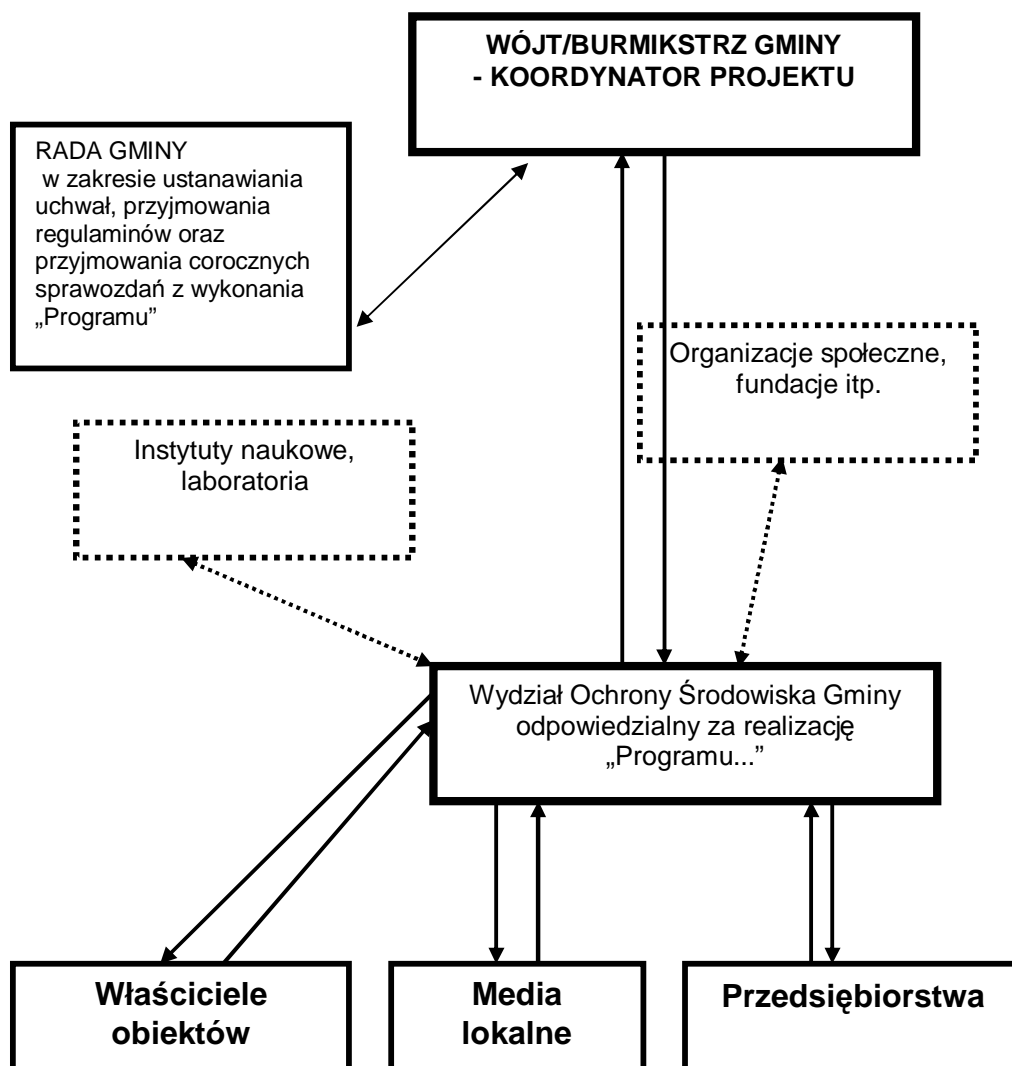 WÓJT/BURMIKSTRZ GMINY
- KOORDYNATOR PROJEKTU
RADA GMINY
w zakresie ustanawiania
uchwał, przyjmowania
regulaminów oraz
przyjmowania corocznych
sprawozdań z wykonania
„Programu”
Organizacje społeczne,
fundacje itp.
Instytuty naukowe,
laboratoria
Wydział Ochrony Środowiska Gminy
odpowiedzialny za realizację
„Programu...”
Właściciele
obiektów
Media
lokalne
Przedsiębiorstwa